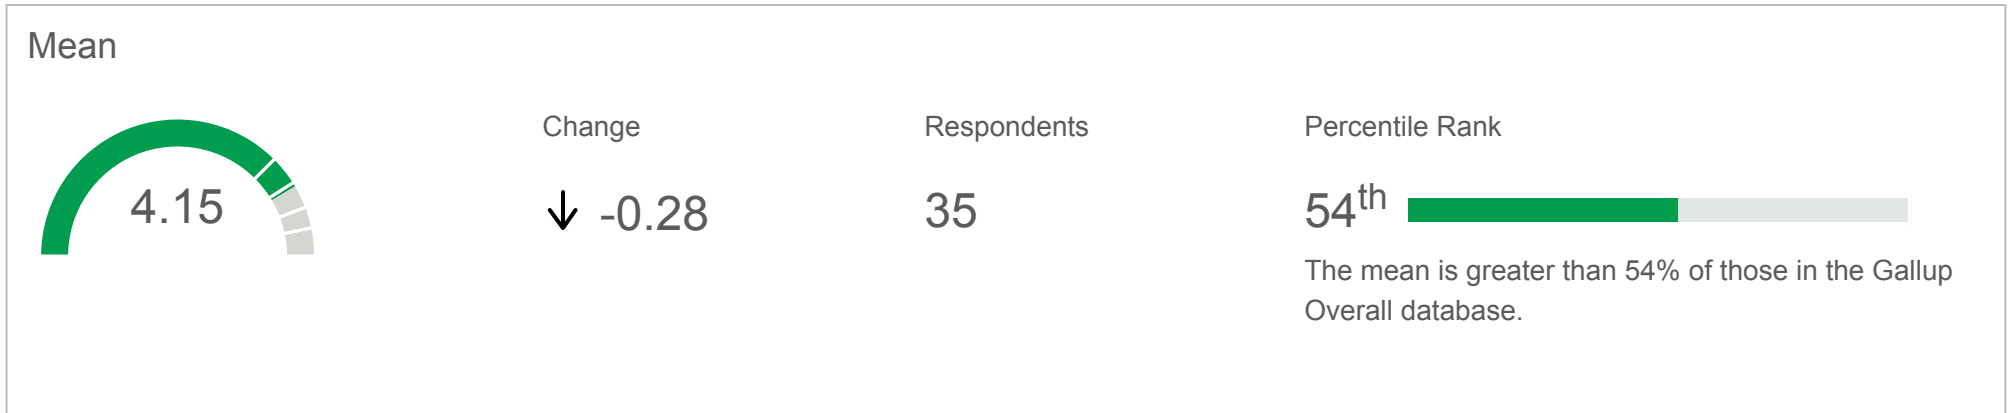 Mean
4.15
Change
-0.28
Respondents
35
Percentile Rank
54th
The mean is greater than 54% of those in the Gallup
Overall database.